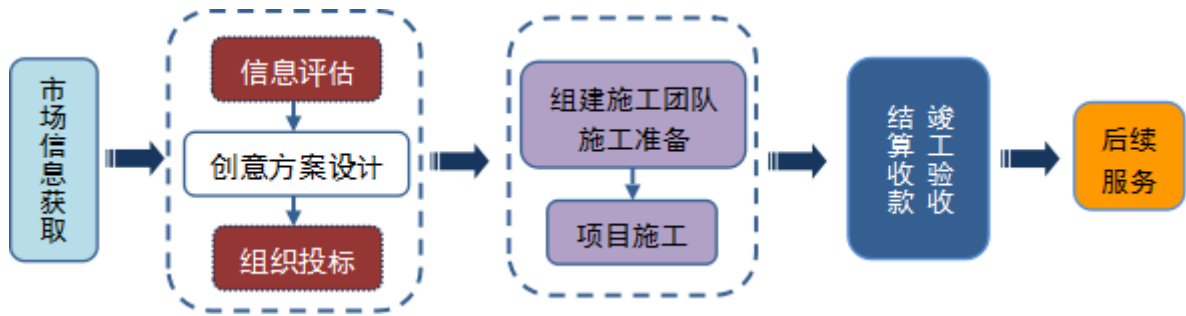 市场信息获取
信息评估
创意方案设计
组织投标
组建施工团队
施工准备
项目施工
竣工验收
结算收款
后续
服务